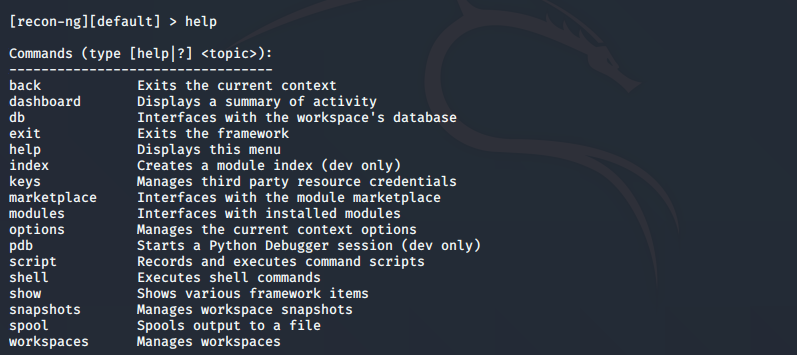 [recon-ng][default] > help
Commands (type [help|?] <topic>):
---------------------------------
back            Exits the current context
dashboard       Displays a summary of activity
db              Interfaces with the workspace's database
exit            Exits the framework
help            Displays this menu
index           Creates a module index (dev only)
keys            Manages third party resource credentials
marketplace     Interfaces with the module marketplace
modules         Interfaces with installed modules
options         Manages the current context options
pdb             Starts a Python Debugger session (dev only)
script          Records and executes command scripts
shell           Executes shell commands
show            Shows various framework items
snapshots       Manages workspace snapshots
spool           Spools output to a file
workspaces      Manages workspaces